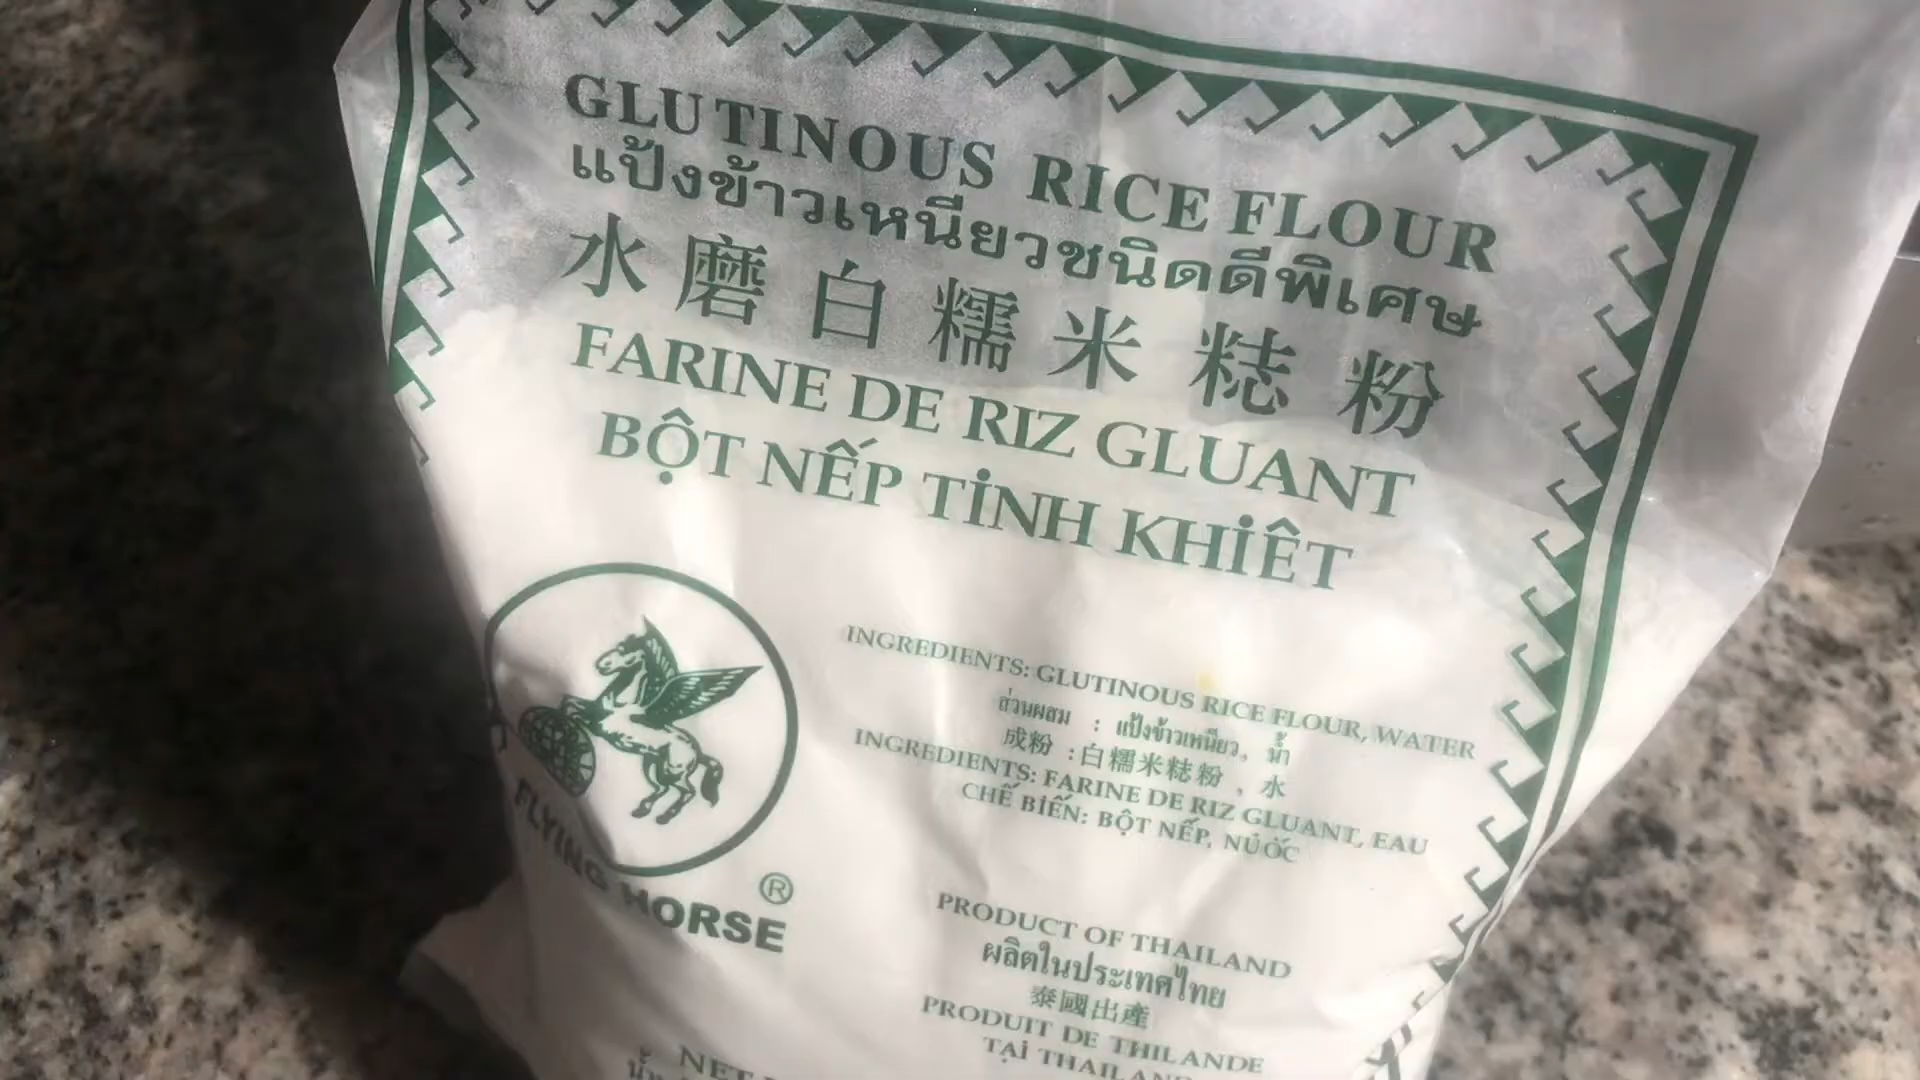 GLUTINOUS RICE FLOUR
แป้งข้าวเหนียวชนิดดีพิเศษ
水磨白糯米粩粉
FARINE DE RIZ GLUANT
BỘT NẾP TINH KHIÊT
INGREDIENTS: GLUTINOUS RICE FLOUR, WATER
ส่วนผสม : แป้งข้าวเหนียว, น้ำ
成粉 :白糯米粩粉 , 水
INGREDIENTS: FARINE DE RIZ GLUANT, EAU
CHẾ BIẾN: BỘT NẾP, NƯỚC
FLYING HORSE
®
PRODUCT OF THAILAND
ผลิตในประเทศไทย
泰國出產
PRODUIT DE THILANDE
TẠI THAILAND
NET